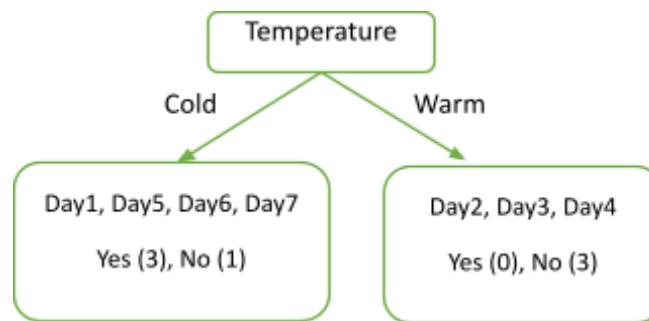 Temperature
Cold
Warm
Day1, Day5, Day6, Day7
Yes (3), No (1)
Day2, Day3, Day4
Yes (0), No (3)